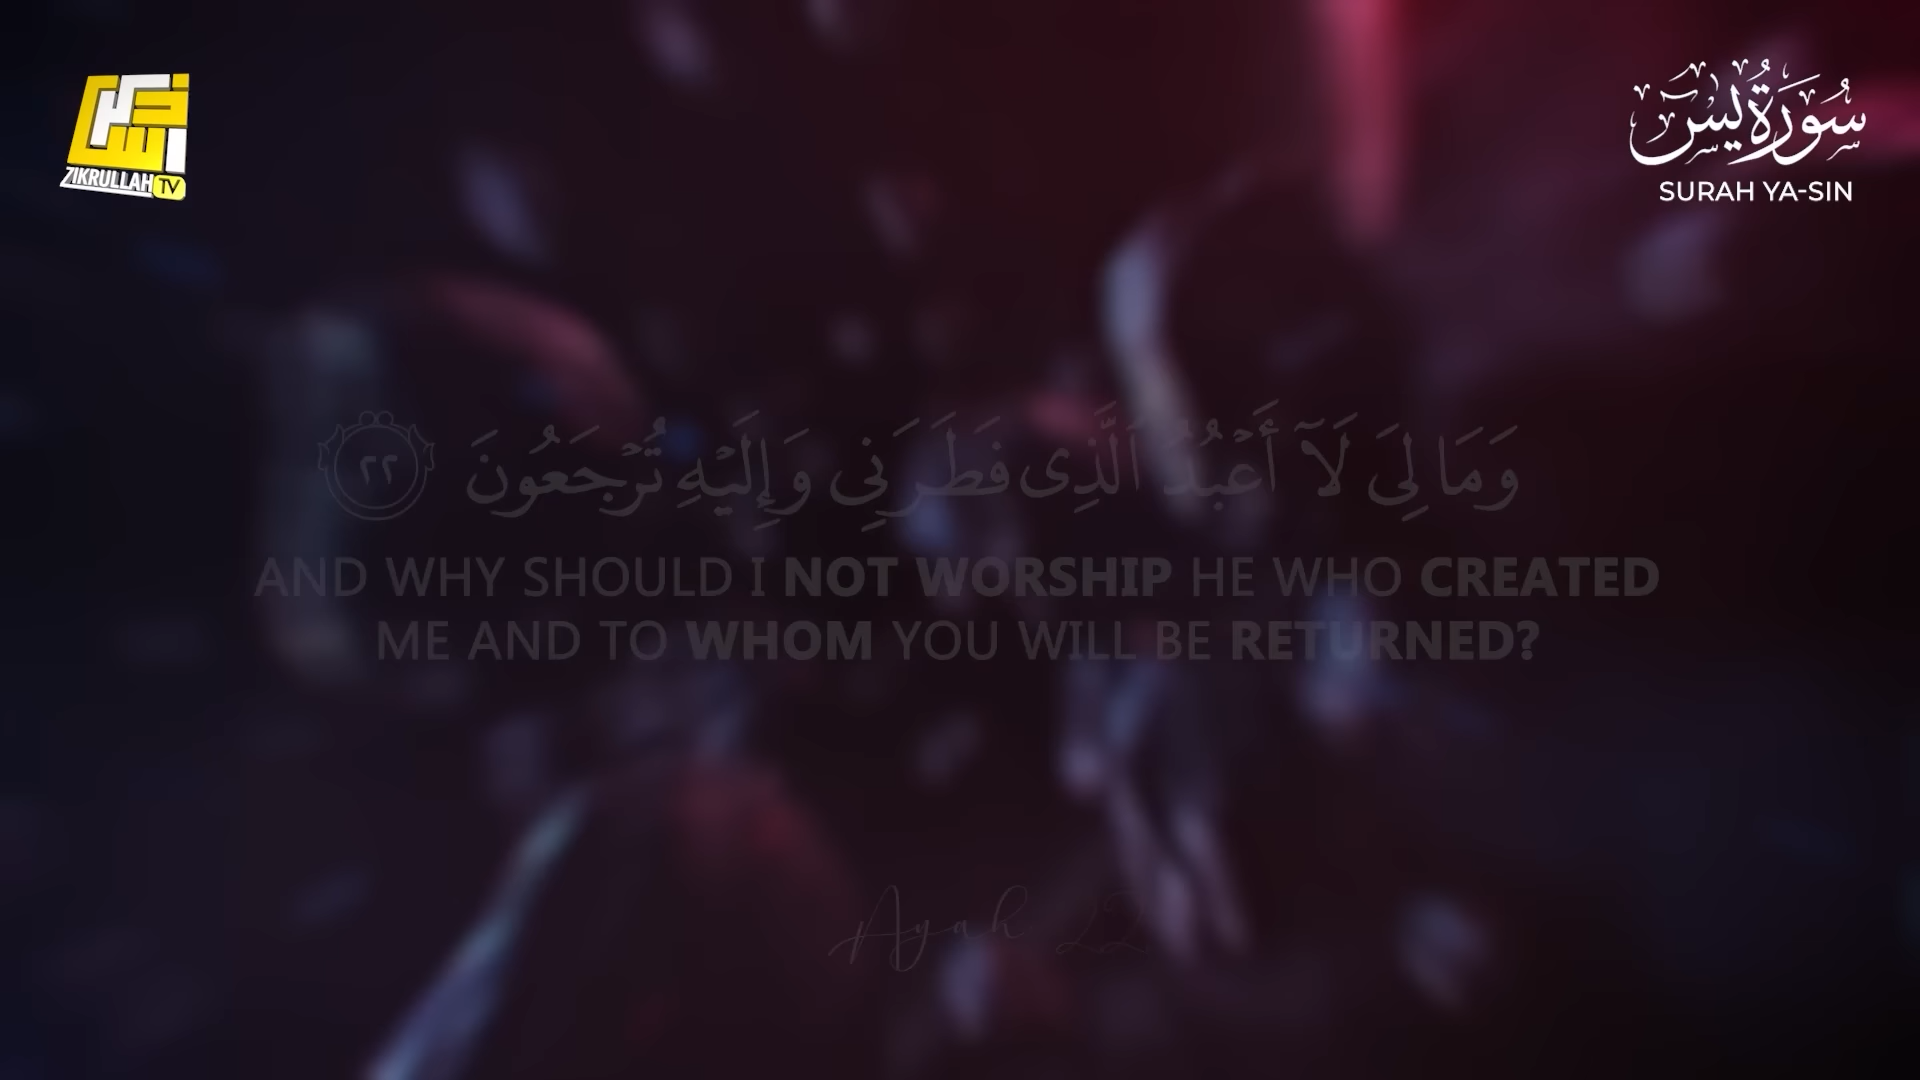 ZIKRULLAH TV
سُورَةُ يسٓ
SURAH YA-SIN
وَمَا لِىَ لَآ أَعْبُدُ ٱلَّذِى فَطَرَنِى وَإِلَيْهِ تُرْجَعُونَ ٢٢
AND WHY SHOULD I NOT WORSHIP HE WHO CREATED
ME AND TO WHOM YOU WILL BE RETURNED?
Ayah 22